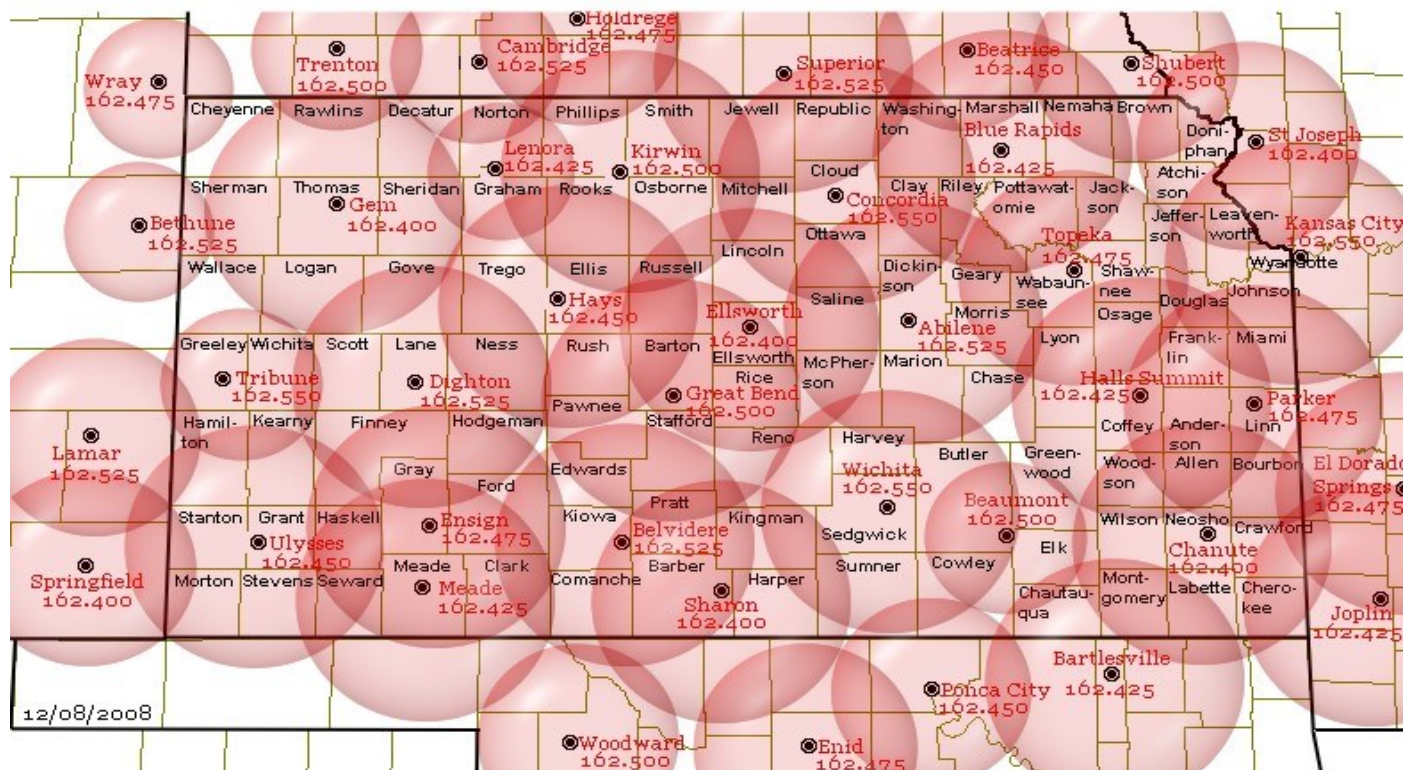 Holdrege
162.475
Cambridge
162.525
Trenton
162.500
Wray
162.475
Superior
162.525
Beatrice
162.450
Shubert
162.500
Cheyenne
Rawlins
Decatur
Norton
Phillips
Smith
Jewell
Republic
Washing-
ton
Marshall
Nemaha
Brown
Doni-
phan
Blue Rapids
162.425
St Joseph
162.400
Lenora
162.425
Kirwin
162.500
Cloud
Atchi-
son
Sherman
Thomas
Sheridan
Graham
Rooks
Osborne
Mitchell
Clay
Riley
Pottawat-
omie
Jack-
son
Gem
162.400
Concordia
162.550
Jeffer-
son
Leaven-
worth
Kansas City
162.550
Bethune
162.525
Ottawa
Topeka
162.475
Lincoln
Wyandotte
Wallace
Logan
Gove
Trego
Ellis
Russell
Dickin-
son
Geary
Wabaun-
see
Shaw-
nee
Douglas
Johnson
Hays
162.450
Saline
Ellsworth
162.400
Abilene
162.525
Morris
Osage
Greeley
Wichita
Scott
Lane
Ness
Rush
Barton
Ellsworth
Rice
McPher-
son
Marion
Lyon
Frank-
lin
Miami
Chase
Tribune
162.550
Dighton
162.525
Great Bend
162.500
Halls Summit
162.425
Parker
162.475
Pawnee
Hamil-
ton
Kearny
Finney
Hodgeman
Stafford
Reno
Harvey
Coffey
Ander-
son
Linn
Lamar
162.525
Butler
Green-
wood
Gray
Ford
Edwards
Wichita
162.550
Wood-
son
Allen
Bourbon
El Dorado
Springs
162.475
Pratt
Beaumont
162.500
Stanton
Grant
Haskell
Kiowa
Kingman
Sedgwick
Wilson
Neosho
Crawford
Ensign
162.475
Ulysses
162.450
Belvidere
162.525
Elk
Chanute
162.400
Springfield
162.400
Morton
Stevens
Seward
Meade
Clark
Comanche
Barber
Harper
Sumner
Cowley
Chautau-
qua
Mont-
gomery
Labette
Chero-
kee
Meade
162.425
Sharon
162.400
Joplin
162.425
Bartlesville
162.425
Ponca City
162.450
12/08/2008
Woodward
162.500
Enid
162.475